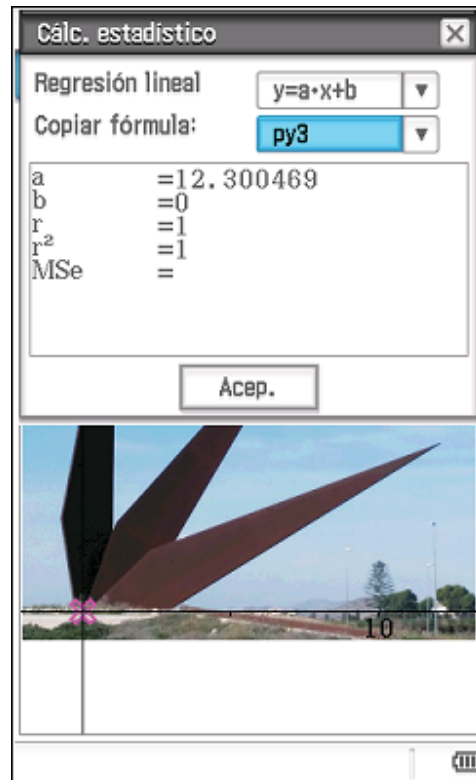 Cálc. estadístico
Regresión lineal y=a·x+b
Copiar fórmula: py3
a =12.300469
b =0
r =1
r² =1
MSe =
Acep.
10